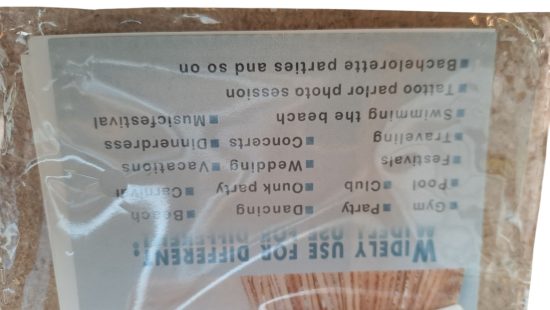 WIDELY USE FOR DIFFERENT:
■ Gym ■ Party ■ Dancing ■ Beach
■ Pool ■ Club ■ Ounk party ■ Carnival
■ Festivals ■ Wedding ■ Vacations
■ Traveling ■ Concerts ■ Dinnerdress
■ Swimming the beach ■ Musicfestival
■ Tattoo parlor photo session
■ Bachelorette parties and so on